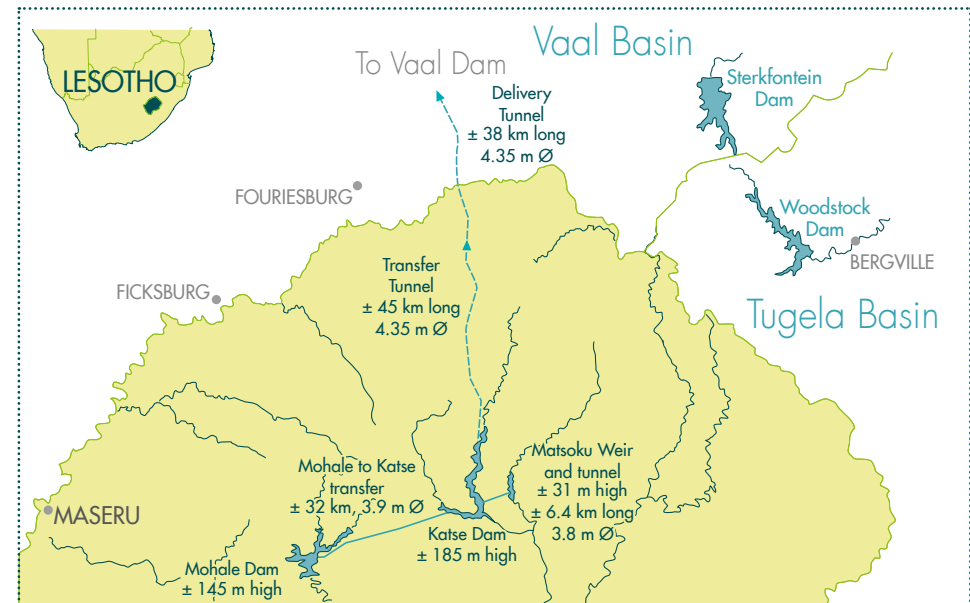 LESOTHO
To Vaal Dam
Vaal Basin
Delivery
Tunnel
± 38 km long
4.35 m Ø
Sterkfontein
Dam
FOURIESBURG
Woodstock
Dam
BERGVILLE
Tugela Basin
FICKSBURG
Transfer
Tunnel
± 45 km long
4.35 m Ø
Mohale to Katse
transfer
± 32 km, 3.9 m Ø
Matsoku Weir
and tunnel
± 31 m high
± 6.4 km long
3.8 m Ø
MASERU
Katse Dam
± 185 m high
Mohale Dam
± 145 m high